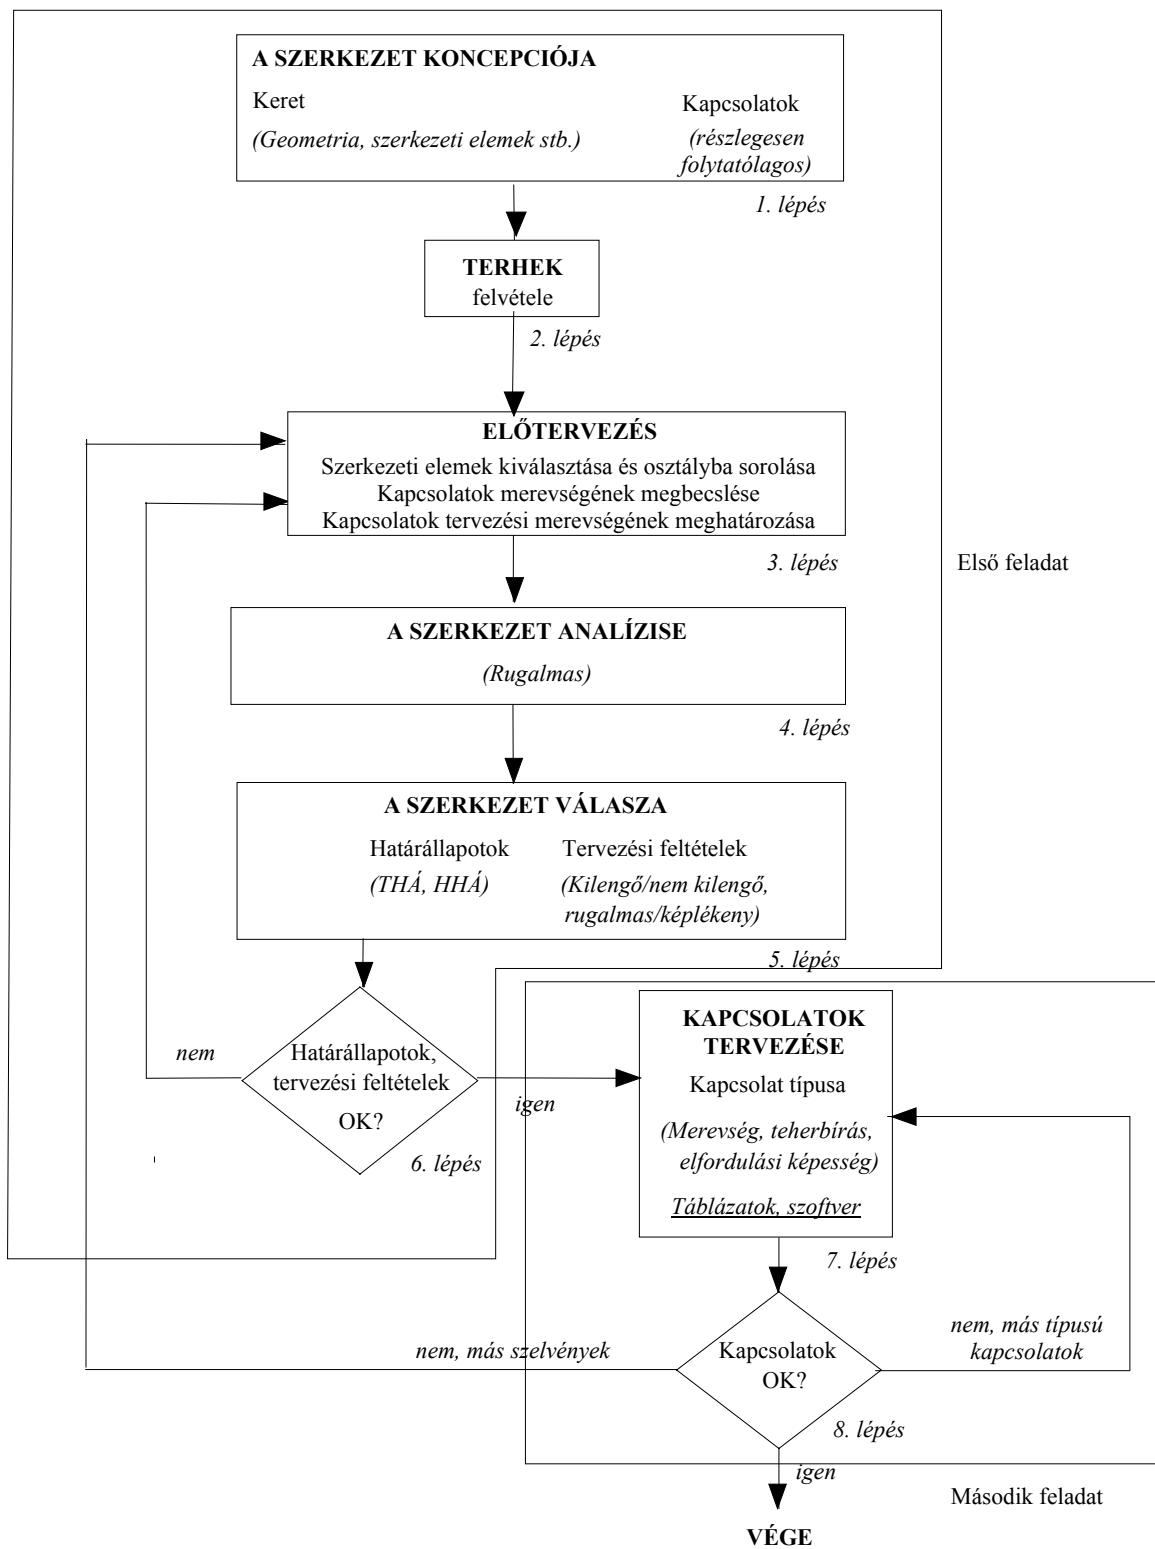 A SZERKEZET KONCEPCIÓJA
Keret
(Geometria, szerkezeti elemek stb.)
Kapcsolatok
(részlegesen
folytatólagos)
1. lépés
TERHEK
felvétele
2. lépés
ELŐTERVEZÉS
Szerkezeti elemek kiválasztása és osztályba sorolása
Kapcsolatok merevségének megbecslése
Kapcsolatok tervezési merevségének meghatározása
3. lépés
Első feladat
A SZERKEZET ANALÍZISE
(Rugalmas)
4. lépés
A SZERKEZET VÁLASZA
Határállapotok
(THÁ, HHÁ)
Tervezési feltételek
(Kilengő/nem kilengő,
rugalmas/képlékeny)
5. lépés
nem
Határállapotok,
tervezési feltételek
OK?
igen
6. lépés
KAPCSOLATOK
TERVEZÉSE
Kapcsolat típusa
(Merevség, teherbírás,
elfordulási képesség)
Táblázatok, szoftver
7. lépés
nem, más szelvények
Kapcsolatok
OK?
nem, más típusú
kapcsolatok
8. lépés
igen
Második feladat
VÉGE